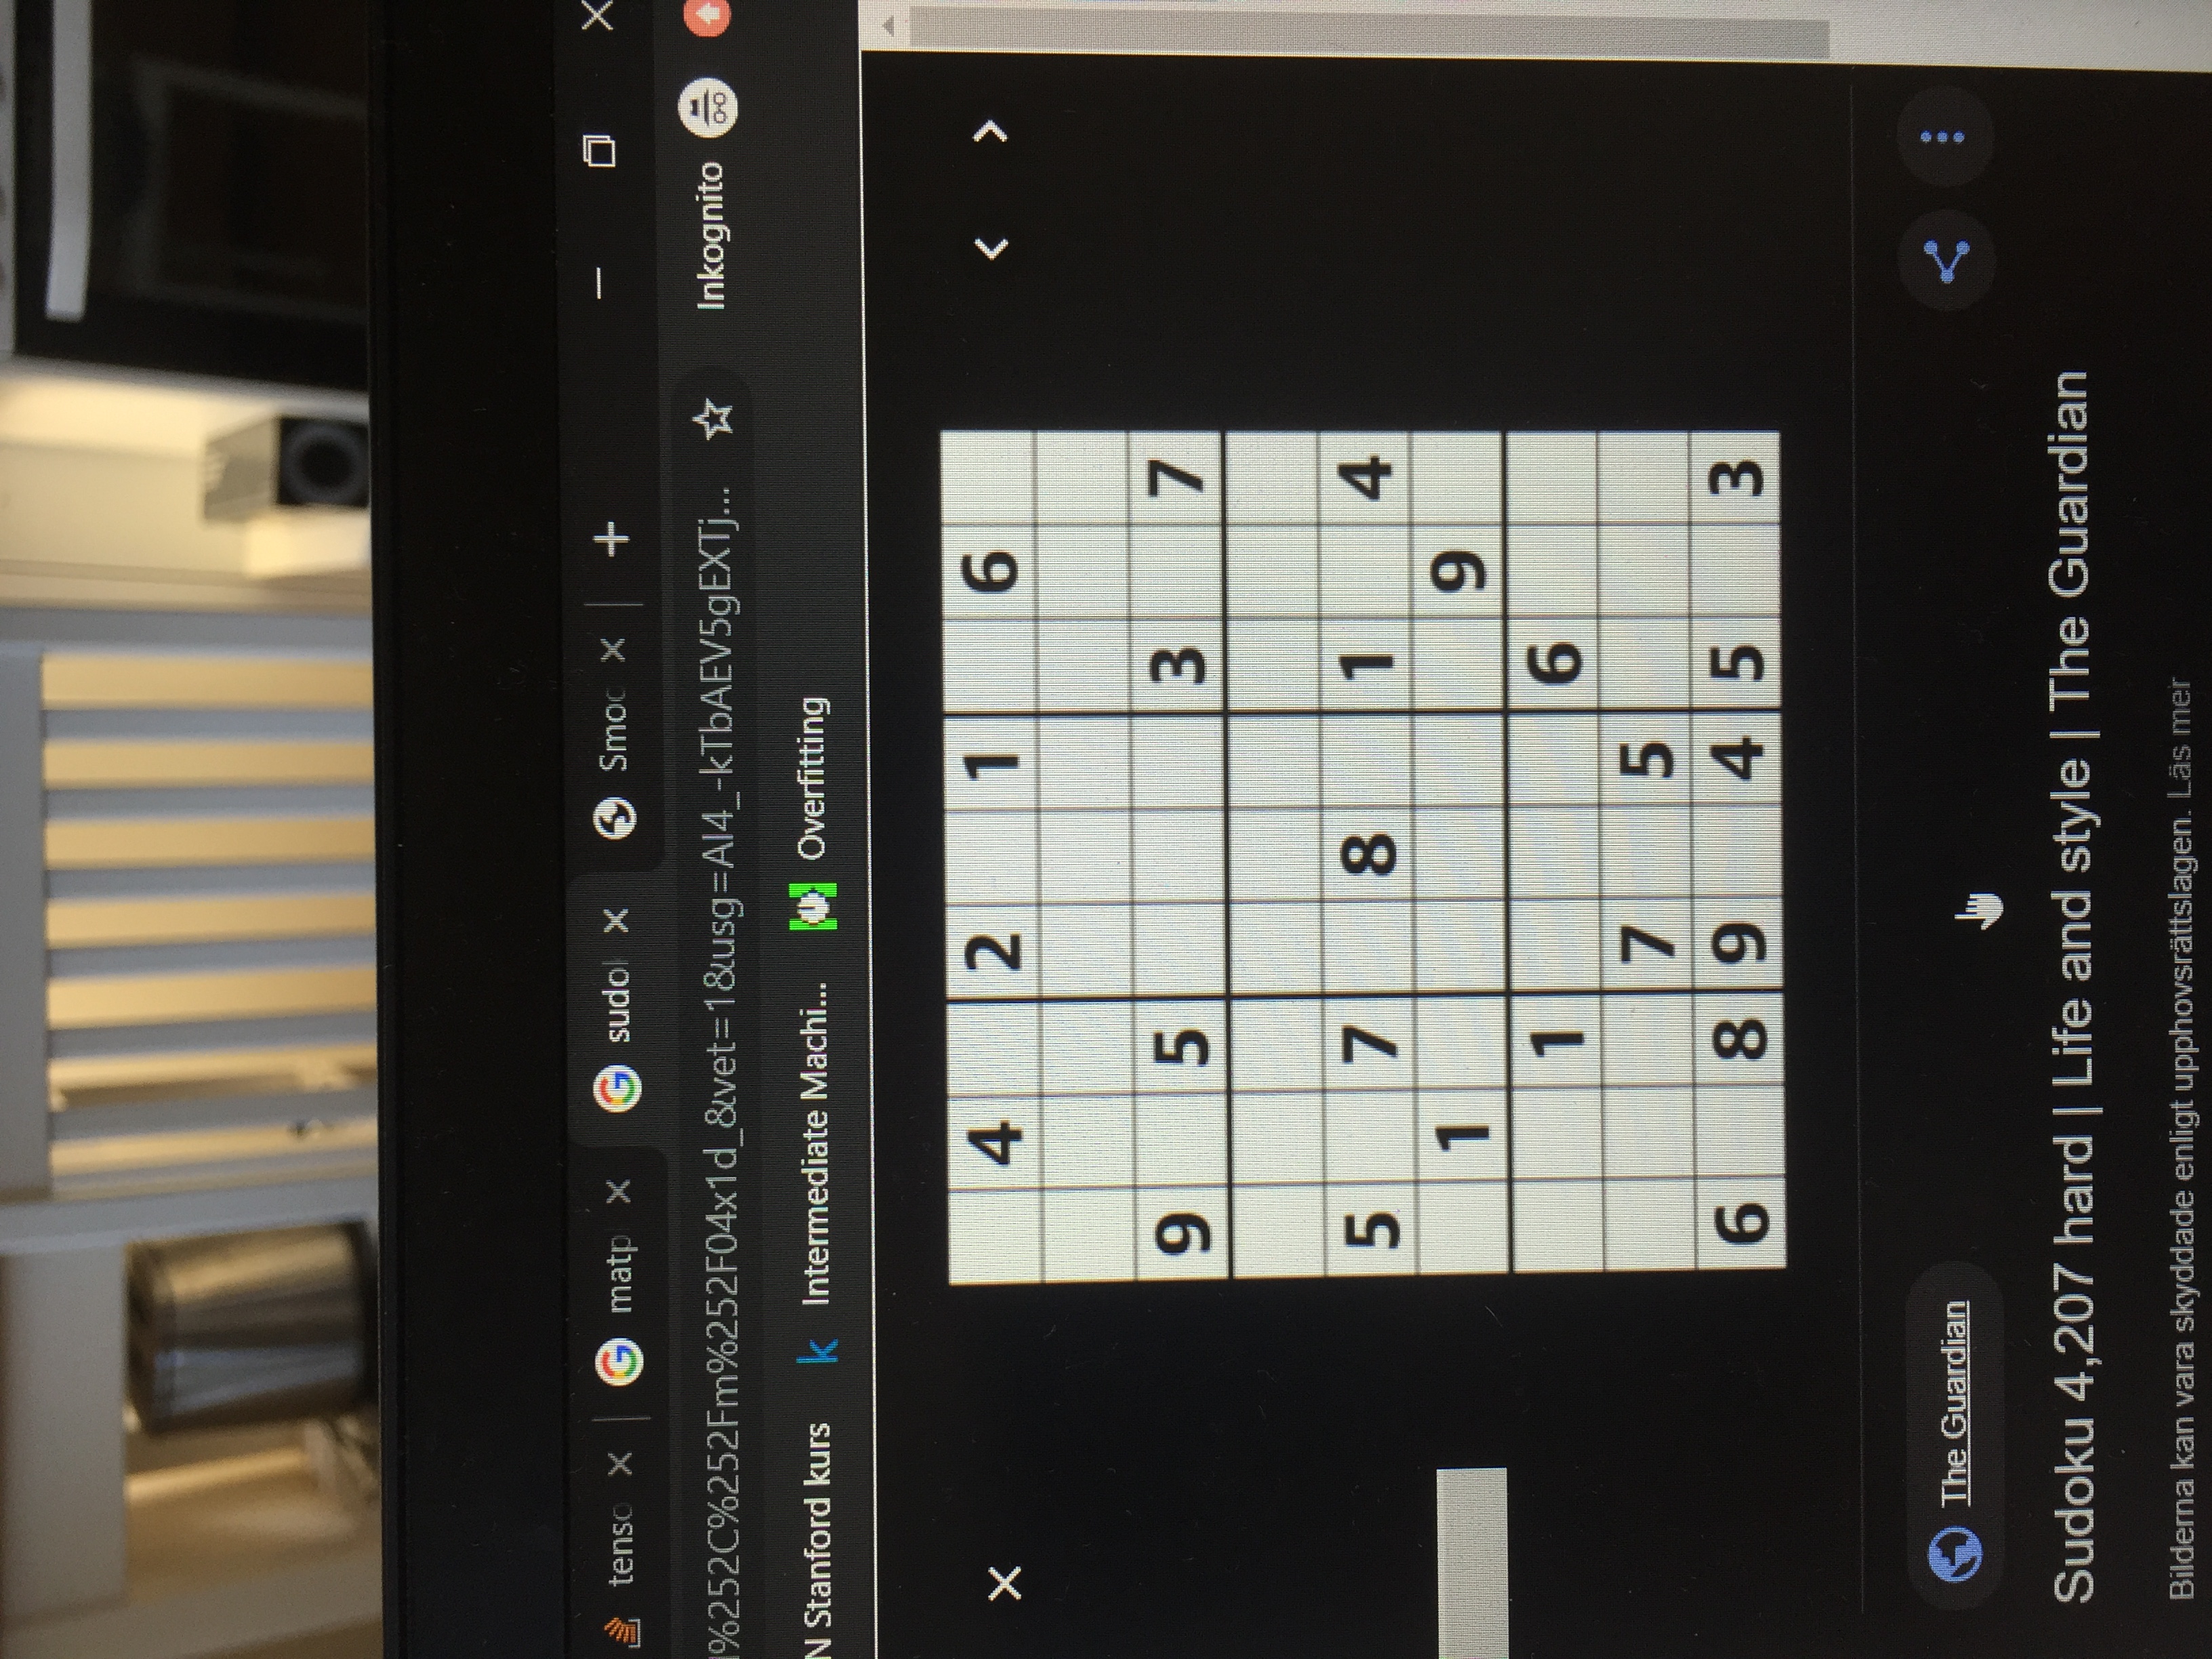 tenso matp sudok Smoc
%252C%252Fm%252F04x1d_&vet=1&usg=AI4_-kTbAEV5gEXTj... Inkognito
N Stanford kurs k Intermediate Machi... Overfitting
4 2 1 6
9 5 3 7
5 7 8 1 4
1 9
1 6
7 5
6 8 9 4 5 3
The Guardian
Sudoku 4,207 hard | Life and style | The Guardian
Bilderna kan vara skyddade enligt upphovsrättslagen. Läs mer